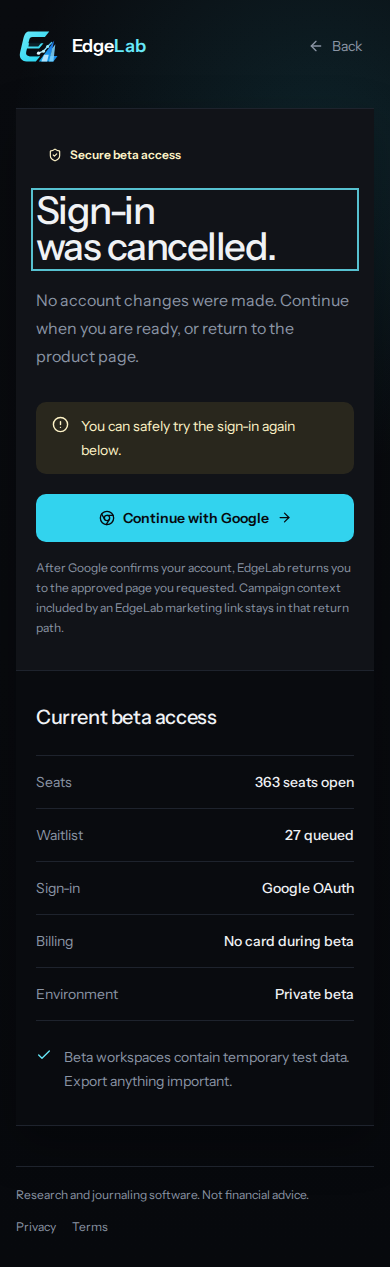 EdgeLab
Back
Secure beta access
Sign-in
was cancelled.
No account changes were made. Continue
when you are ready, or return to the
product page.
You can safely try the sign-in again
below.
Continue with Google
After Google confirms your account, EdgeLab returns you
to the approved page you requested. Campaign context
included by an EdgeLab marketing link stays in that return
path.
Current beta access
Seats 363 seats open
Waitlist 27 queued
Sign-in Google OAuth
Billing No card during beta
Environment Private beta
Beta workspaces contain temporary test data.
Export anything important.
Research and journaling software. Not financial advice.
Privacy Terms